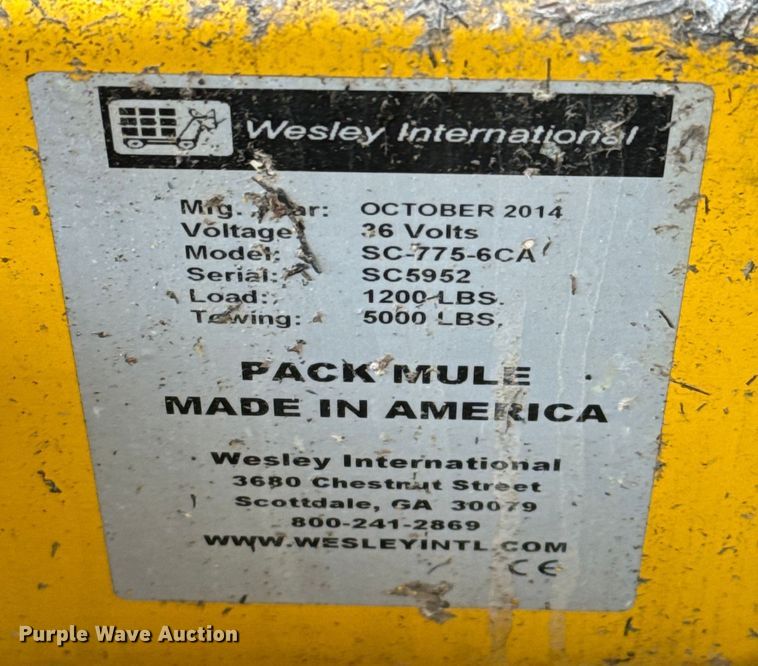 Wesley International
Mfg. Year: OCTOBER 2014
Voltage: 36 Volts
Model: SC-775-6CA
Serial: SC5952
Load: 1200 LBS.
Towing: 5000 LBS.
PACK MULE
MADE IN AMERICA
Wesley International
3680 Chestnut Street
Scottdale, GA 30079
800-241-2869
WWW.WESLEYINTL.COM
CE
Purple Wave Auction